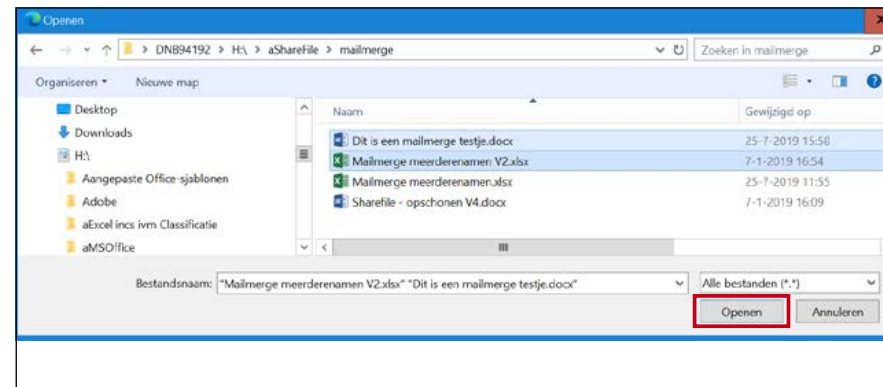 Openen
x
> DNB94192 > H:\ > aShareFile > mailmerge
Zoeken in mailmerge
Organiseren
Nieuwe map
Desktop
Downloads
H:\
Aangepaste Office-sjablonen
Adobe
aExcel incs ivm Classificatie
aMSOffice
Naam
Gewijzigd op
Dit is een mailmerge testje.docx
25-7-2019 15:58
Mailmerge meerderenamen V2.xlsx
7-1-2019 16:54
Mailmerge meerderenamen.xlsx
25-7-2019 11:55
Sharefile - opschonen V4.docx
7-1-2019 16:09
Bestandsnaam:
"Mailmerge meerderenamen V2.xlsx" "Dit is een mailmerge testje.docx"
Alle bestanden (*.*)
Openen
Annuleren